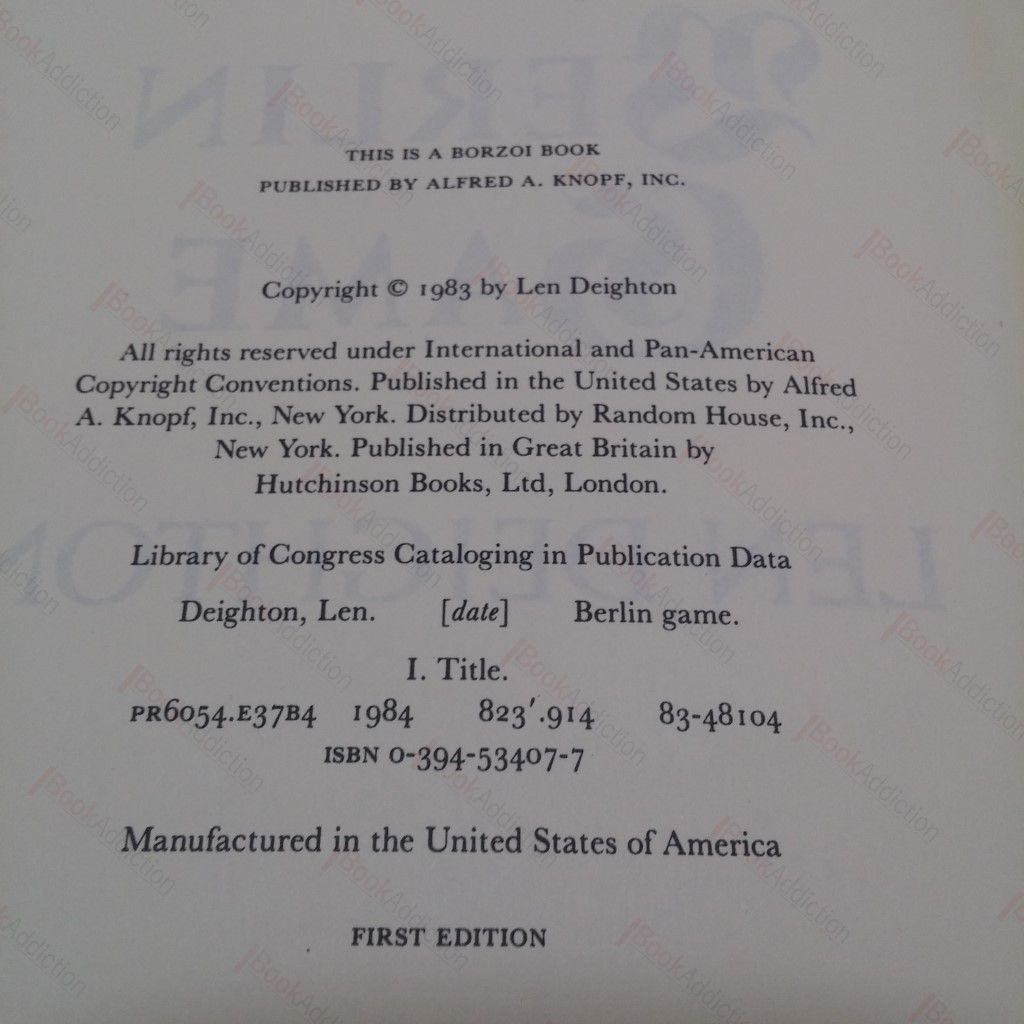 THIS IS A BORZOI BOOK
PUBLISHED BY ALFRED A. KNOPF, INC.
Copyright © 1983 by Len Deighton
All rights reserved under International and Pan-American
Copyright Conventions. Published in the United States by Alfred
A. Knopf, Inc., New York. Distributed by Random House, Inc.,
New York. Published in Great Britain by
Hutchinson Books, Ltd, London.
Library of Congress Cataloging in Publication Data
Deighton, Len. [date] Berlin game.
I. Title.
PR6054.E37B4 1984 823'.914 83-48104
ISBN 0-394-53407-7
Manufactured in the United States of America
FIRST EDITION